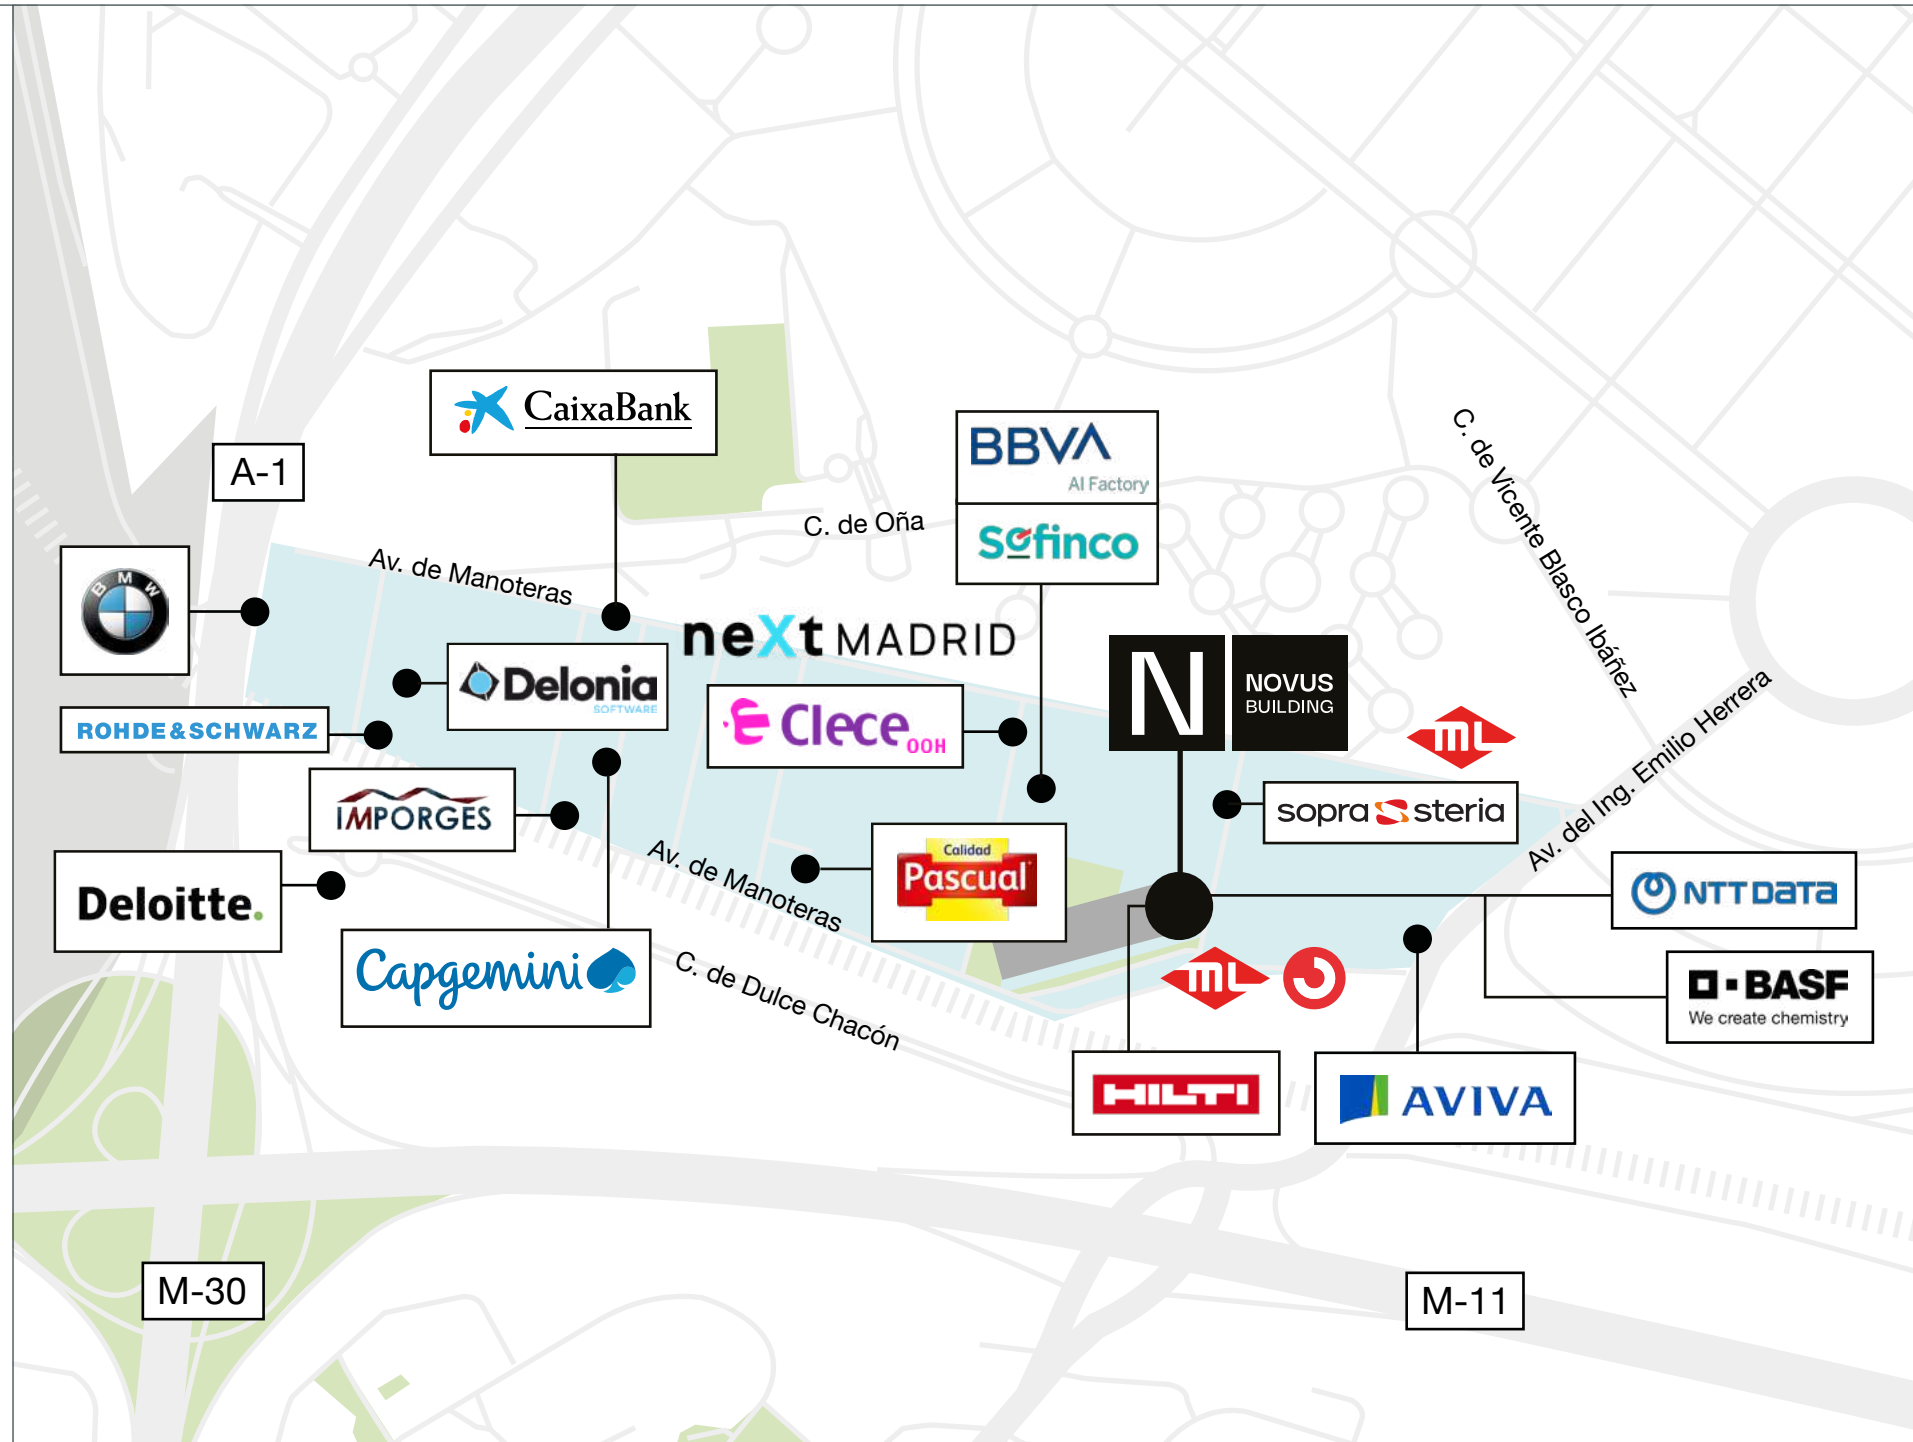 CaixaBank
BBVA
AI Factory
C. de Vicente Blasco Ibáñez
A-1
C. de Oña
Sofinco
Av. de Manoteras
BMW
neXt MADRID
Delonia
SOFTWARE
N
NOVUS
BUILDING
Clece OOH
ROHDE&SCHWARZ
ML
Av. del Ing. Emilio Herrera
IMPORGES
sopra steria
Calidad
Pascual
Av. de Manoteras
Deloitte.
NTT DATA
Capgemini
C. de Dulce Chacón
ML
BASF
We create chemistry
HILTI
AVIVA
M-30
M-11